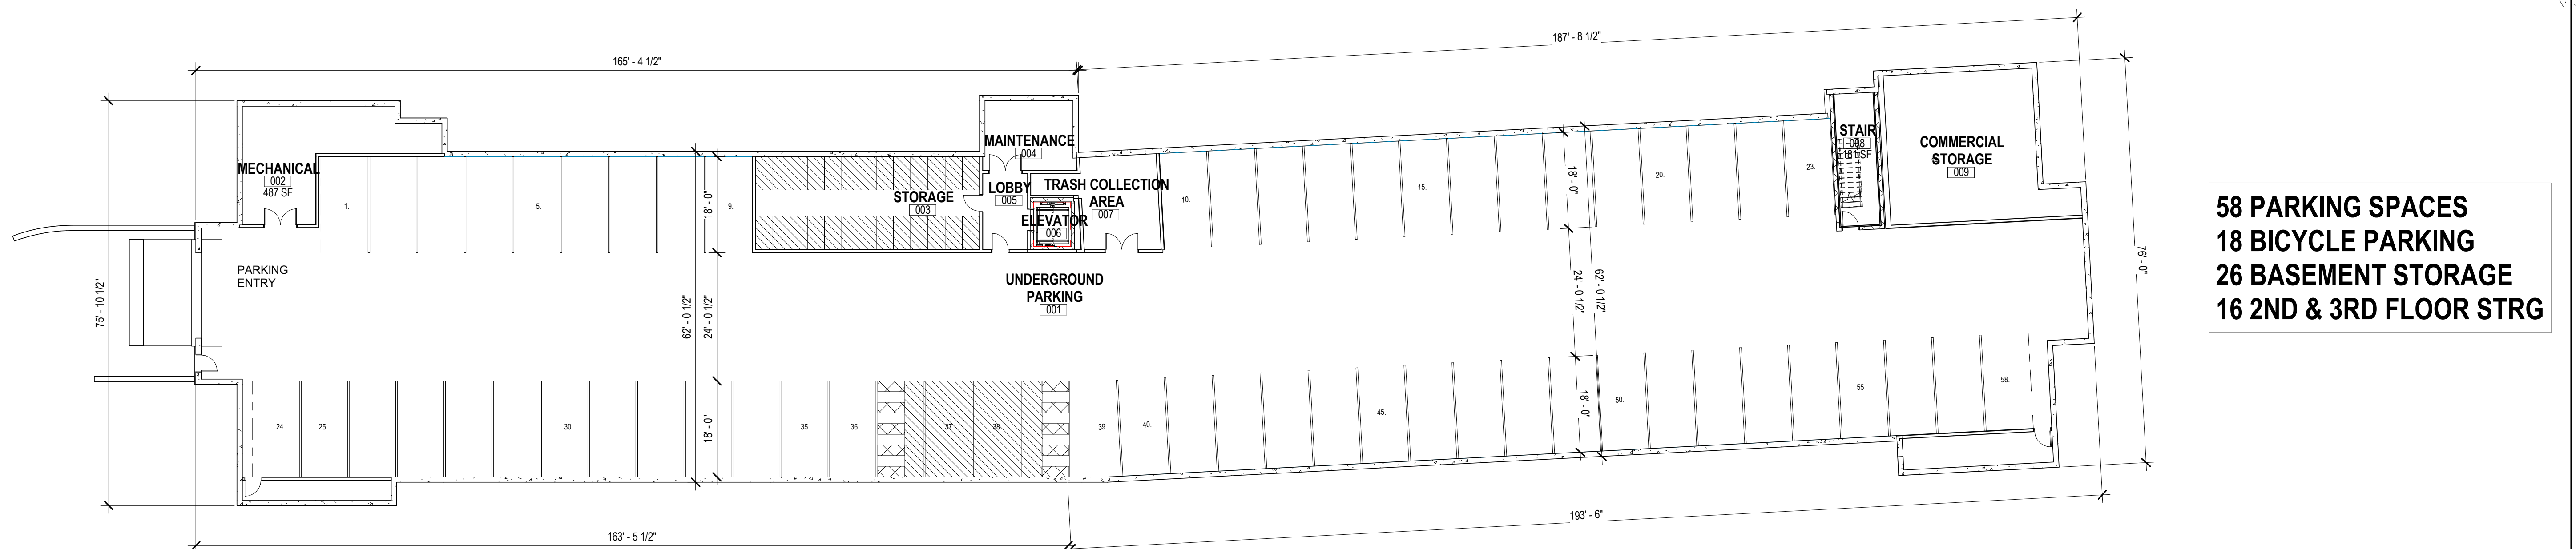 187' - 8 1/2"
165' - 4 1/2"
MECHANICAL
002
487 SF
MAINTENANCE
004
STORAGE
003
LOBBY
005
TRASH COLLECTION
AREA
007
ELEVATOR
006
STAIR
008
181 SF
COMMERCIAL
STORAGE
009
1.
5.
9.
10.
15.
20.
23.
18' - 0"
18' - 0"
PARKING
ENTRY
UNDERGROUND
PARKING
001
75' - 10 1/2"
62' - 0 1/2"
24' - 0 1/2"
24' - 0 1/2"
62' - 0 1/2"
76' - 0"
18' - 0"
18' - 0"
24.
25.
30.
35.
36.
37.
38.
39.
40.
45.
50.
55.
58.
163' - 5 1/2"
193' - 6"
58 PARKING SPACES
18 BICYCLE PARKING
26 BASEMENT STORAGE
16 2ND & 3RD FLOOR STRG